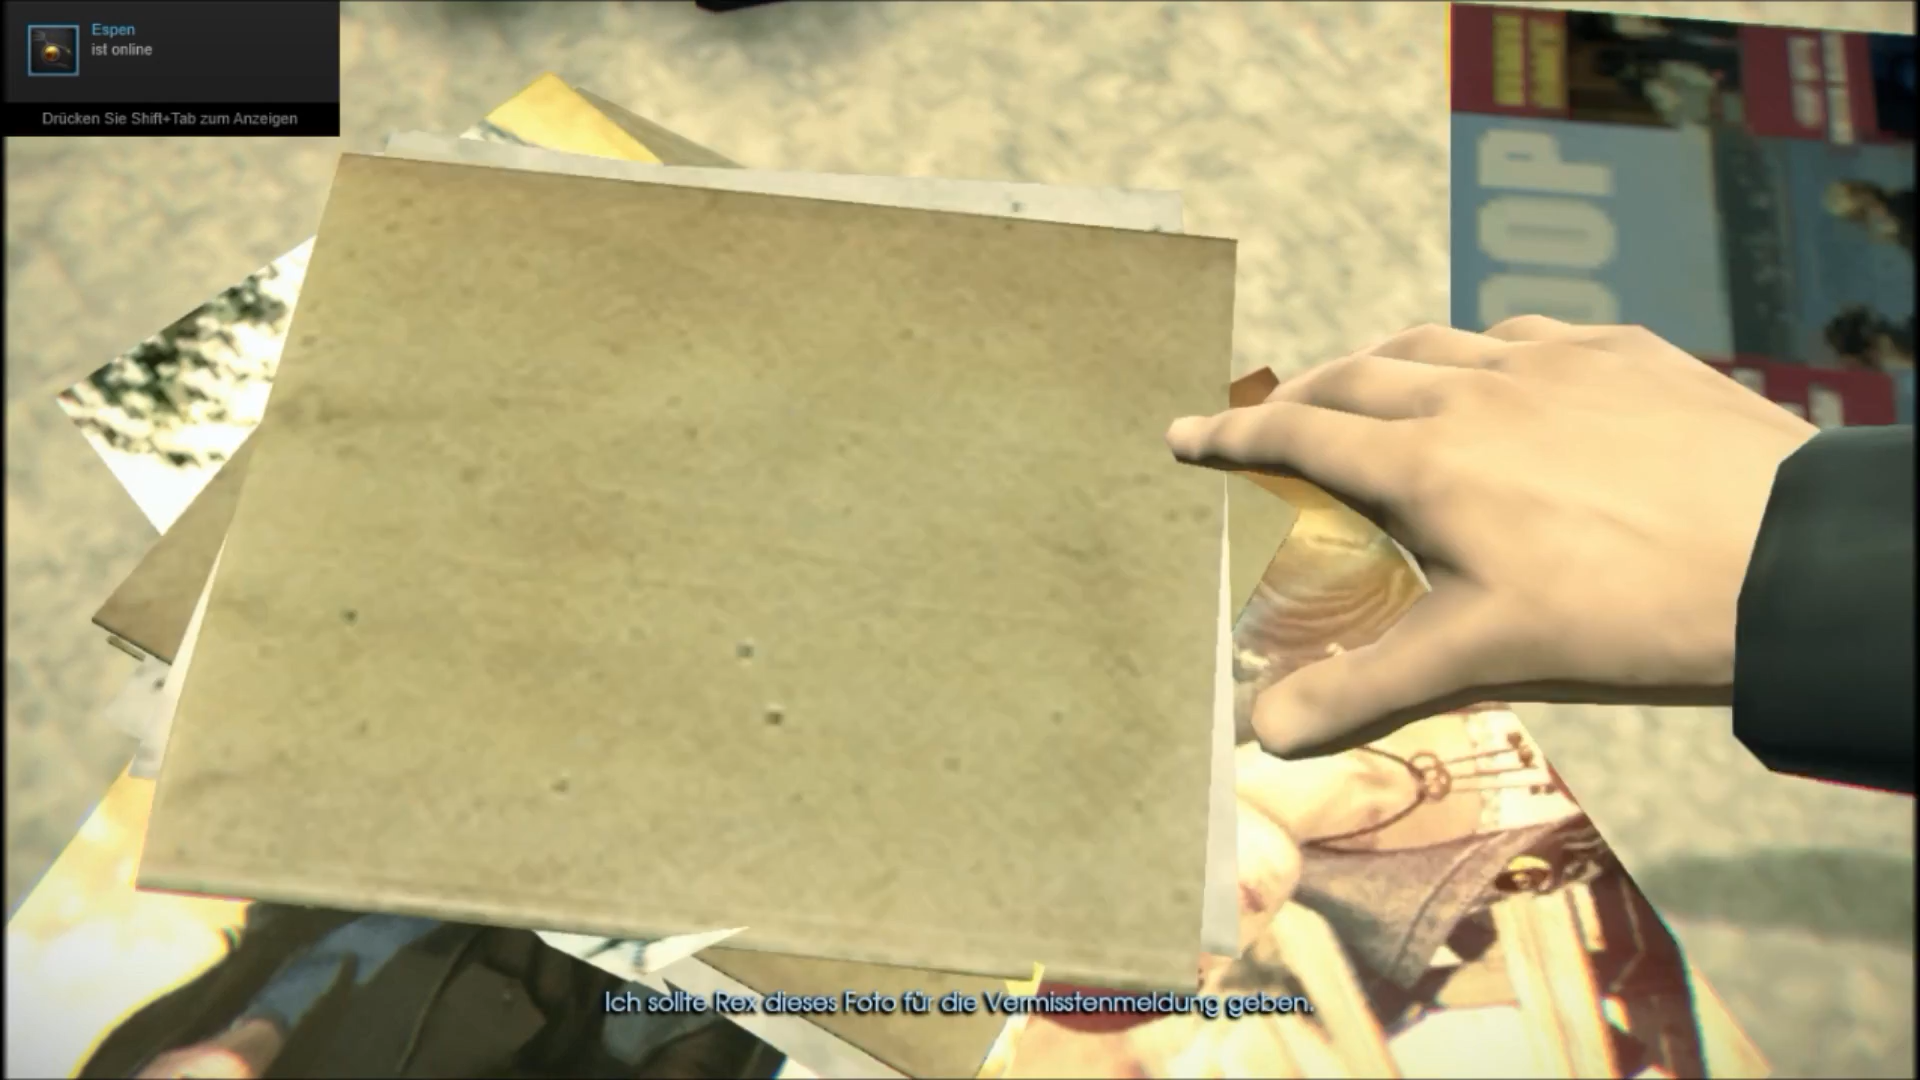 Espen
ist online
Drücken Sie Shift+Tab zum Anzeigen
Ich sollte Rex dieses Foto für die Vermisstenmeldung geben.